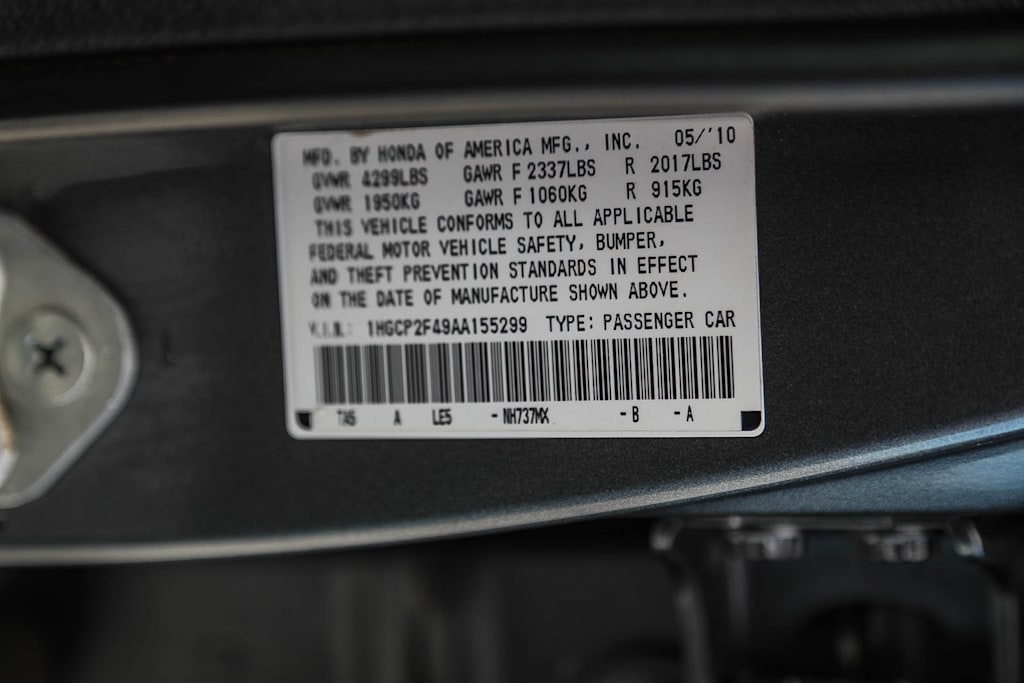 MFD. BY HONDA OF AMERICA MFG., INC. 05/'10
GVWR 4299LBS GAWR F 2337LBS R 2017LBS
GVWR 1950KG GAWR F 1060KG R 915KG
THIS VEHICLE CONFORMS TO ALL APPLICABLE
FEDERAL MOTOR VEHICLE SAFETY, BUMPER,
AND THEFT PREVENTION STANDARDS IN EFFECT
ON THE DATE OF MANUFACTURE SHOWN ABOVE.
V.I.N.: 1HGCP2F49AA155299 TYPE: PASSENGER CAR
TA5 A LE5 -NH737MX -B -A